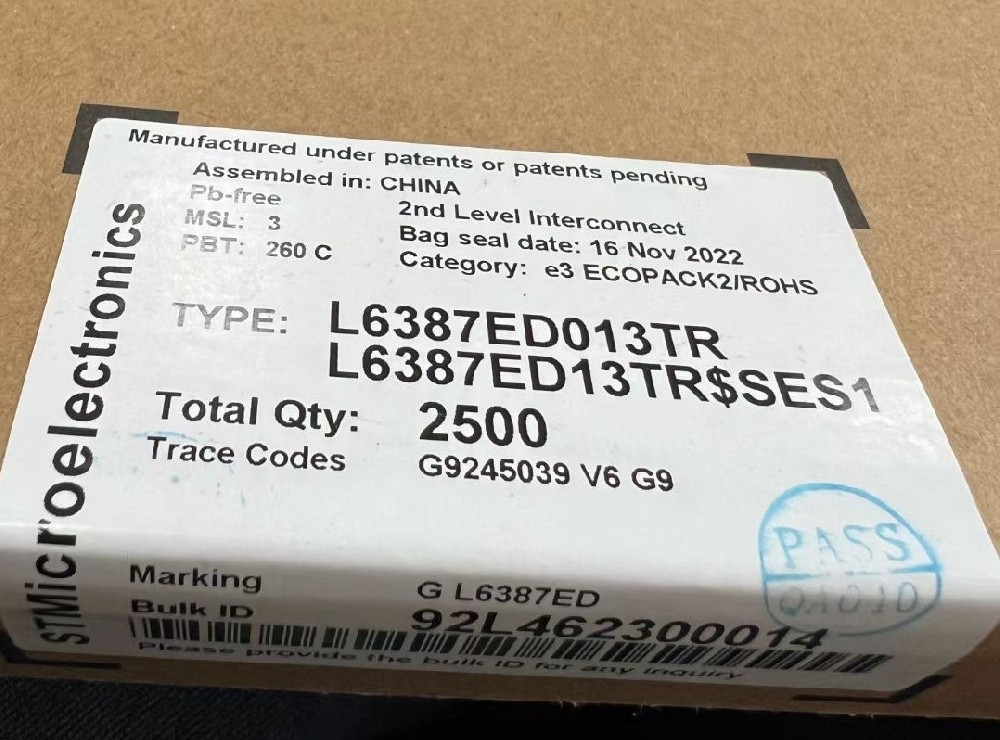 Manufactured under patents or patents pending
Assembled in: CHINA
Pb-free
2nd Level Interconnect
MSL: 3
Bag seal date: 16 Nov 2022
PBT: 260 C
Category: e3 ECOPACK2/ROHS
TYPE: L6387ED013TR
L6387ED13TR$SES1
Total Qty: 2500
Trace Codes G9245039 V6 G9
PASS
QA040
Marking G L6387ED
Bulk ID 92L462300014
Please provide the bulk ID for any inquiry
STMicroelectronics